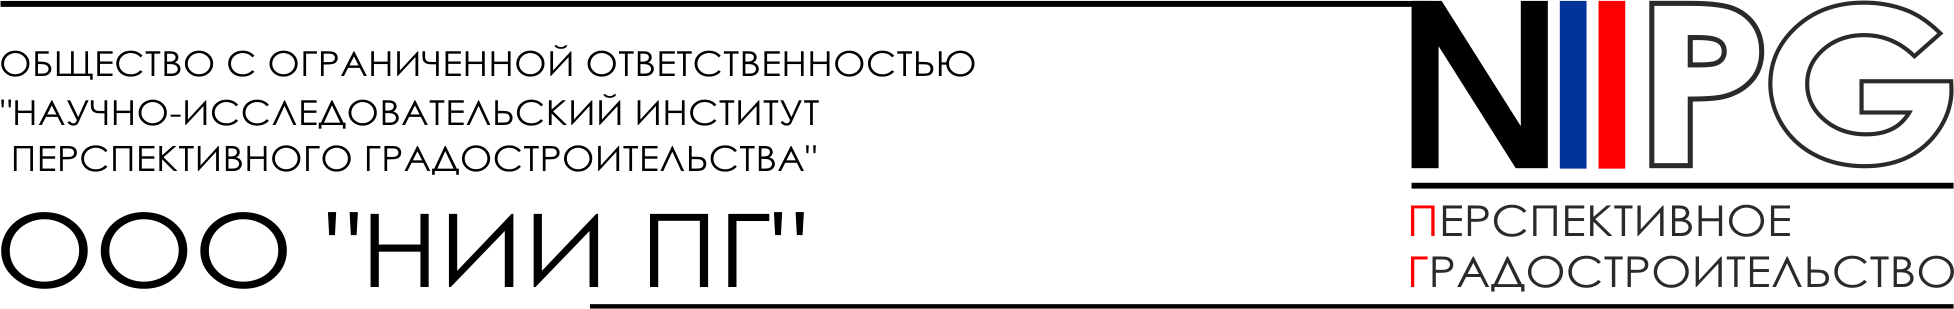 ОБЩЕСТВО С ОГРАНИЧЕННОЙ ОТВЕТСТВЕННОСТЬЮ
"НАУЧНО-ИССЛЕДОВАТЕЛЬСКИЙ ИНСТИТУТ
ПЕРСПЕКТИВНОГО ГРАДОСТРОИТЕЛЬСТВА"
ООО "НИИ ПГ"
NIIPG
ПЕРСПЕКТИВНОЕ
ГРАДОСТРОИТЕЛЬСТВО